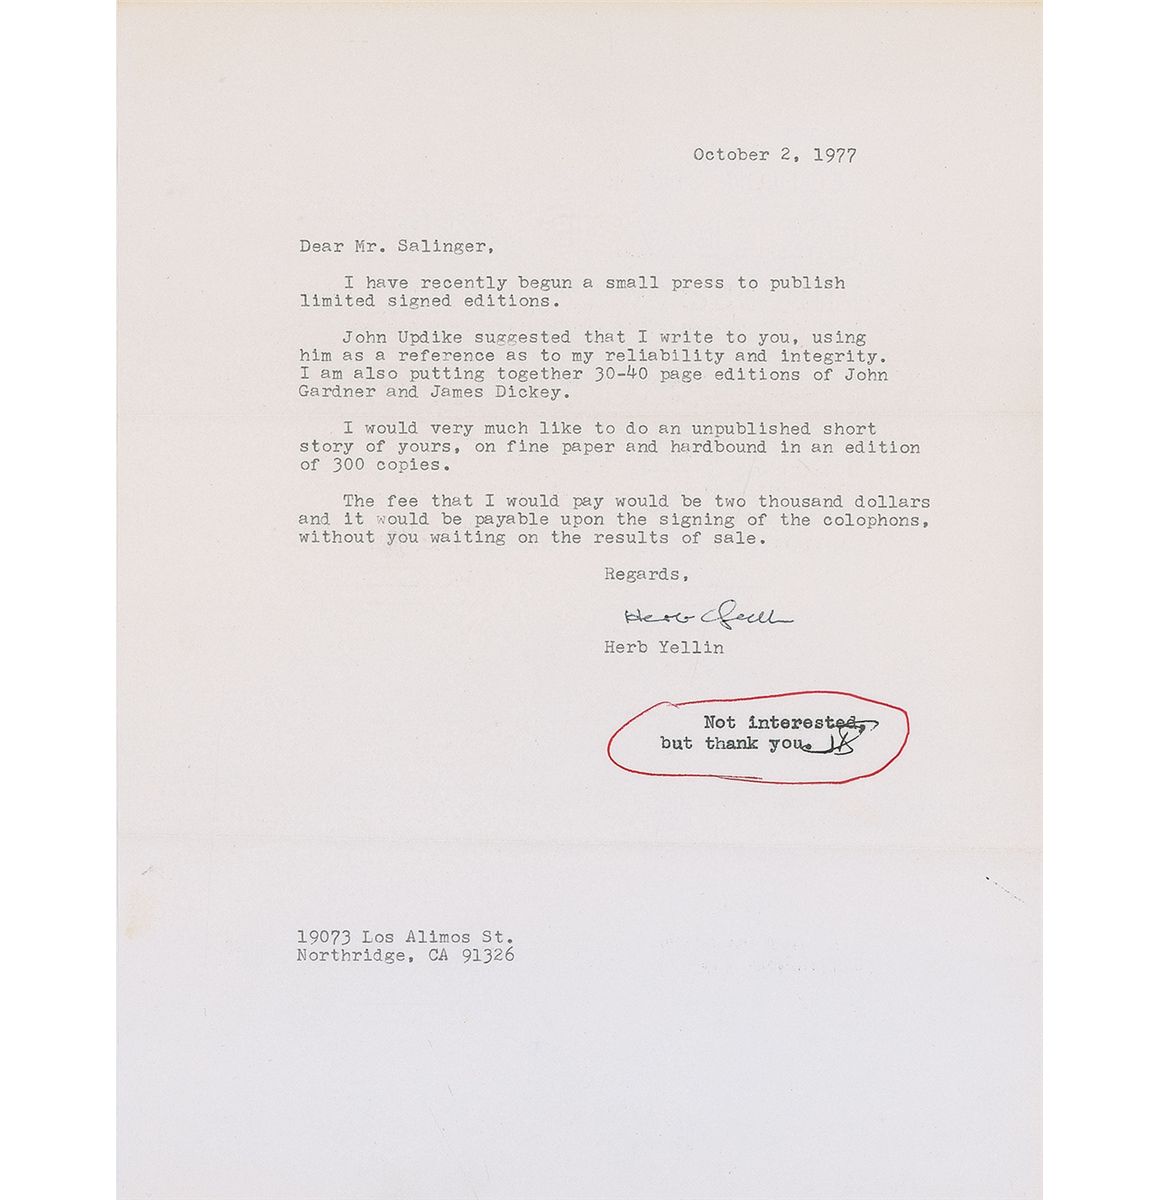 October 2, 1977
Dear Mr. Salinger,
I have recently begun a small press to publish
limited signed editions.
John Updike suggested that I write to you, using
him as a reference as to my reliability and integrity.
I am also putting together 30-40 page editions of John
Gardner and James Dickey.
I would very much like to do an unpublished short
story of yours, on fine paper and hardbound in an edition
of 300 copies.
The fee that I would pay would be two thousand dollars
and it would be payable upon the signing of the colophons,
without you waiting on the results of sale.
Regards,
Herb Yellin
Herb Yellin
Not interested,
but thank you.
19073 Los Alimos St.
Northridge, CA 91326